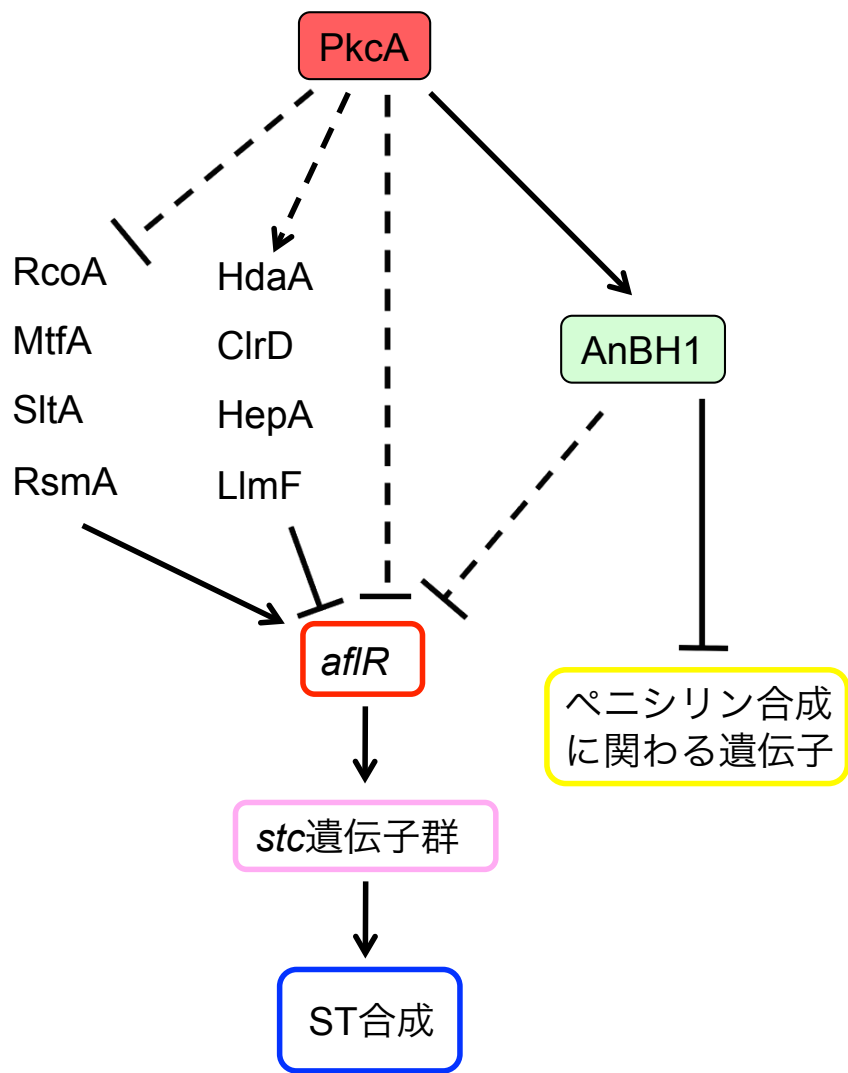 PkcA
RcoA
MtfA
SltA
RsmA
HdaA
ClrD
HepA
LlmF
AnBH1
aflR
ペニシリン合成
に関わる遺伝子
stc遺伝子群
ST合成